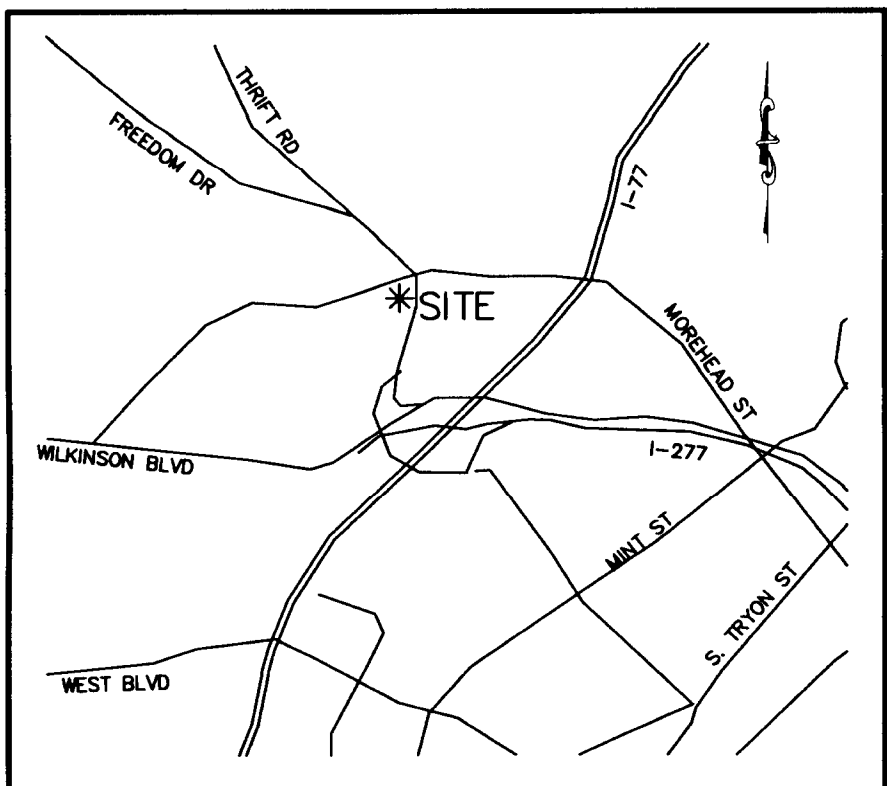 THRIFT RD
FREEDOM DR
I-77
SITE
MOREHEAD ST
WILKINSON BLVD
I-277
MINT ST
S. TRYON ST
WEST BLVD